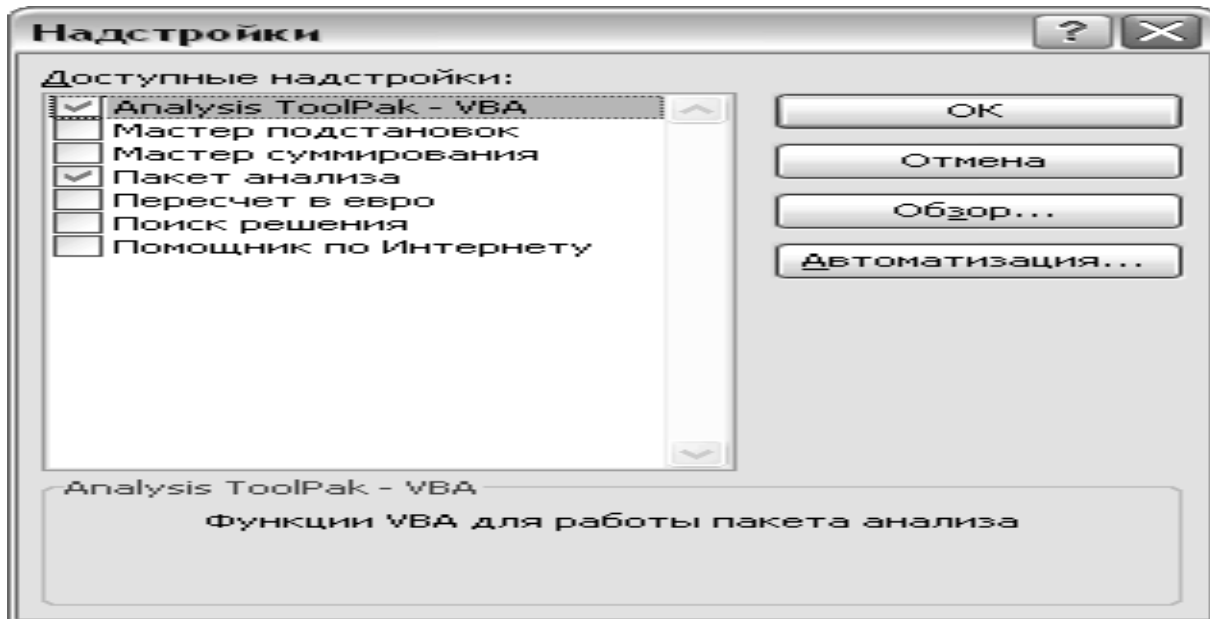 Надстройки
Доступные надстройки:
Analysis ToolPak - VBA
Мастер подстановок
Мастер суммирования
Пакет анализа
Пересчет в евро
Поиск решения
Помощник по Интернету
ОК
Отмена
Обзор...
Автоматизация...
Analysis ToolPak - VBA
Функции VBA для работы пакета анализа